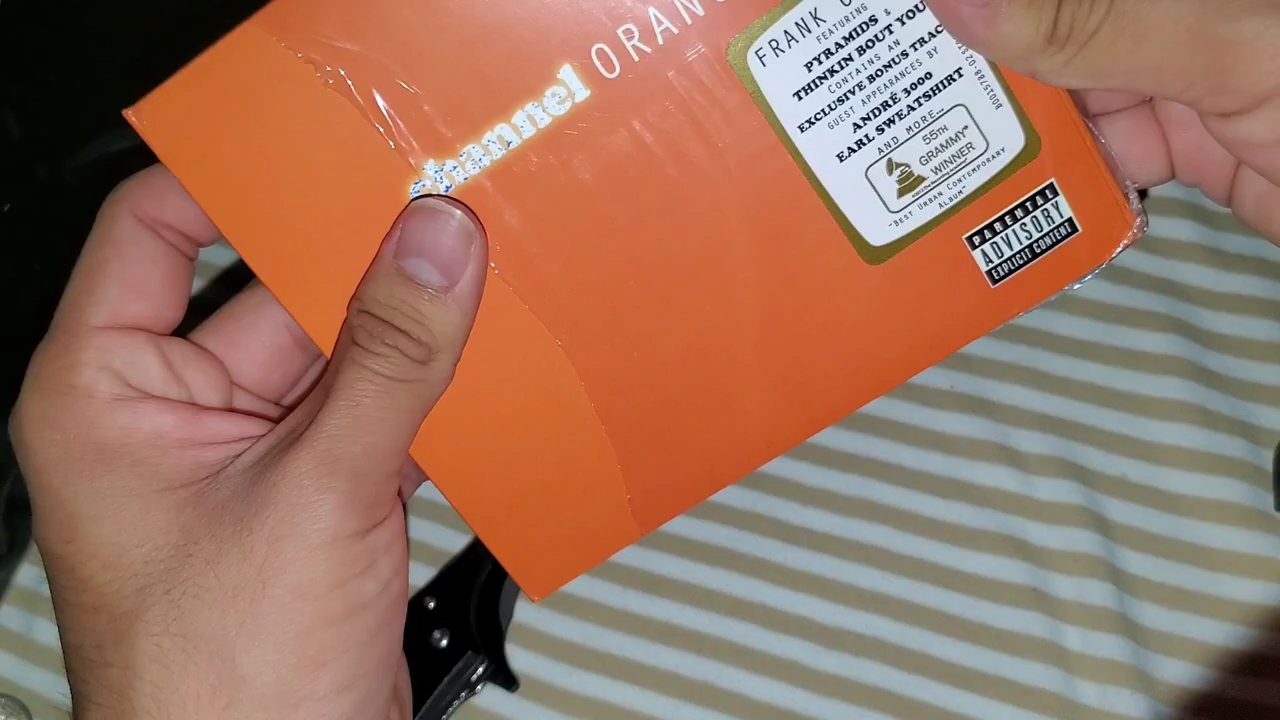 channel ORAN
FRANK
FEATURING
PYRAMIDS &
THINKIN BOUT YOU
CONTAINS AN
EXCLUSIVE BONUS TRAC
GUEST APPEARANCES BY
ANDRÉ 3000
EARL SWEATSHIRT
AND MORE...
55TH
GRAMMY®
WINNER
"BEST URBAN CONTEMPORARY
ALBUM"
PARENTAL
ADVISORY
EXPLICIT CONTENT